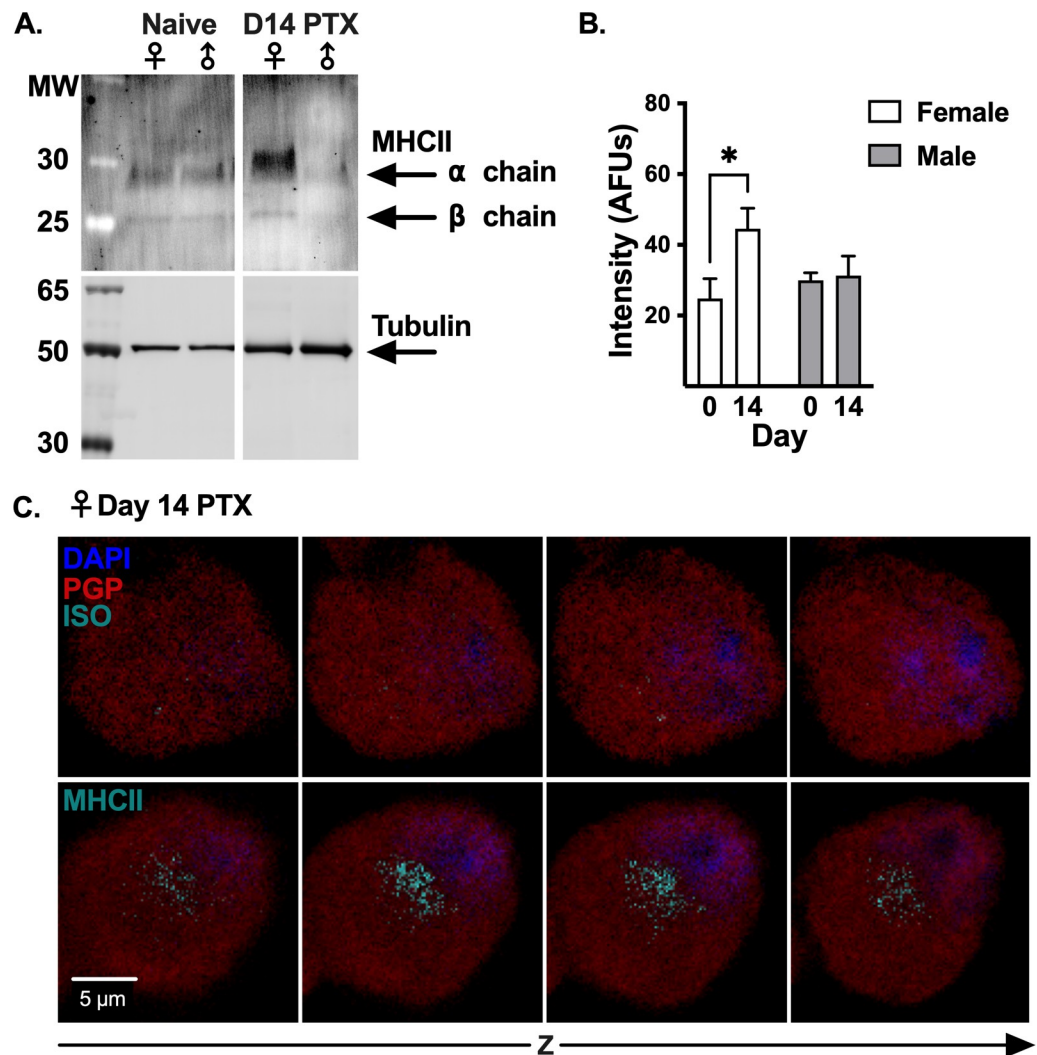 A.
Naive D14 PTX
♀ ♂ ♀ ♂
MW
30
25
MHCII
α chain
β chain
65
50
30
Tubulin
B.
80
60
40
20
Intensity (AFUs)
*
Female
Male
0 14 0 14
Day
C. ♀ Day 14 PTX
DAPI
PGP
ISO
MHCII
5 µm
Z